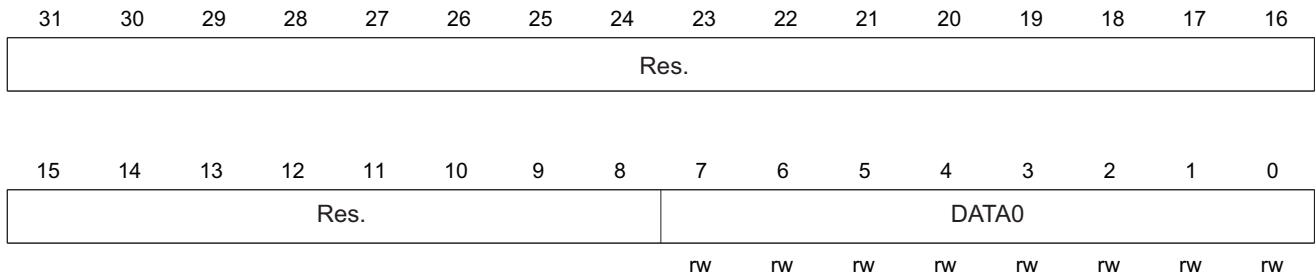 31 30 29 28 27 26 25 24 23 22 21 20 19 18 17 16
Res.
15 14 13 12 11 10 9 8 7 6 5 4 3 2 1 0
Res. DATA0
rw rw rw rw rw rw rw rw